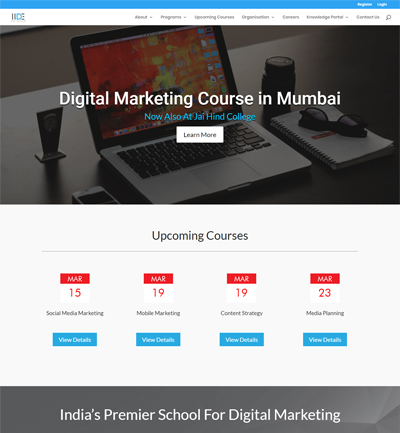 Register Login
IIDE
About Programs Upcoming Courses Organisation Careers Knowledge Portal Contact Us
Digital Marketing Course in Mumbai
Now Also At Jai Hind College
Learn More
Upcoming Courses
MAR MAR MAR MAR
15 19 19 23
Social Media Marketing Mobile Marketing Content Strategy Media Planning
View Details View Details View Details View Details
India's Premier School For Digital Marketing